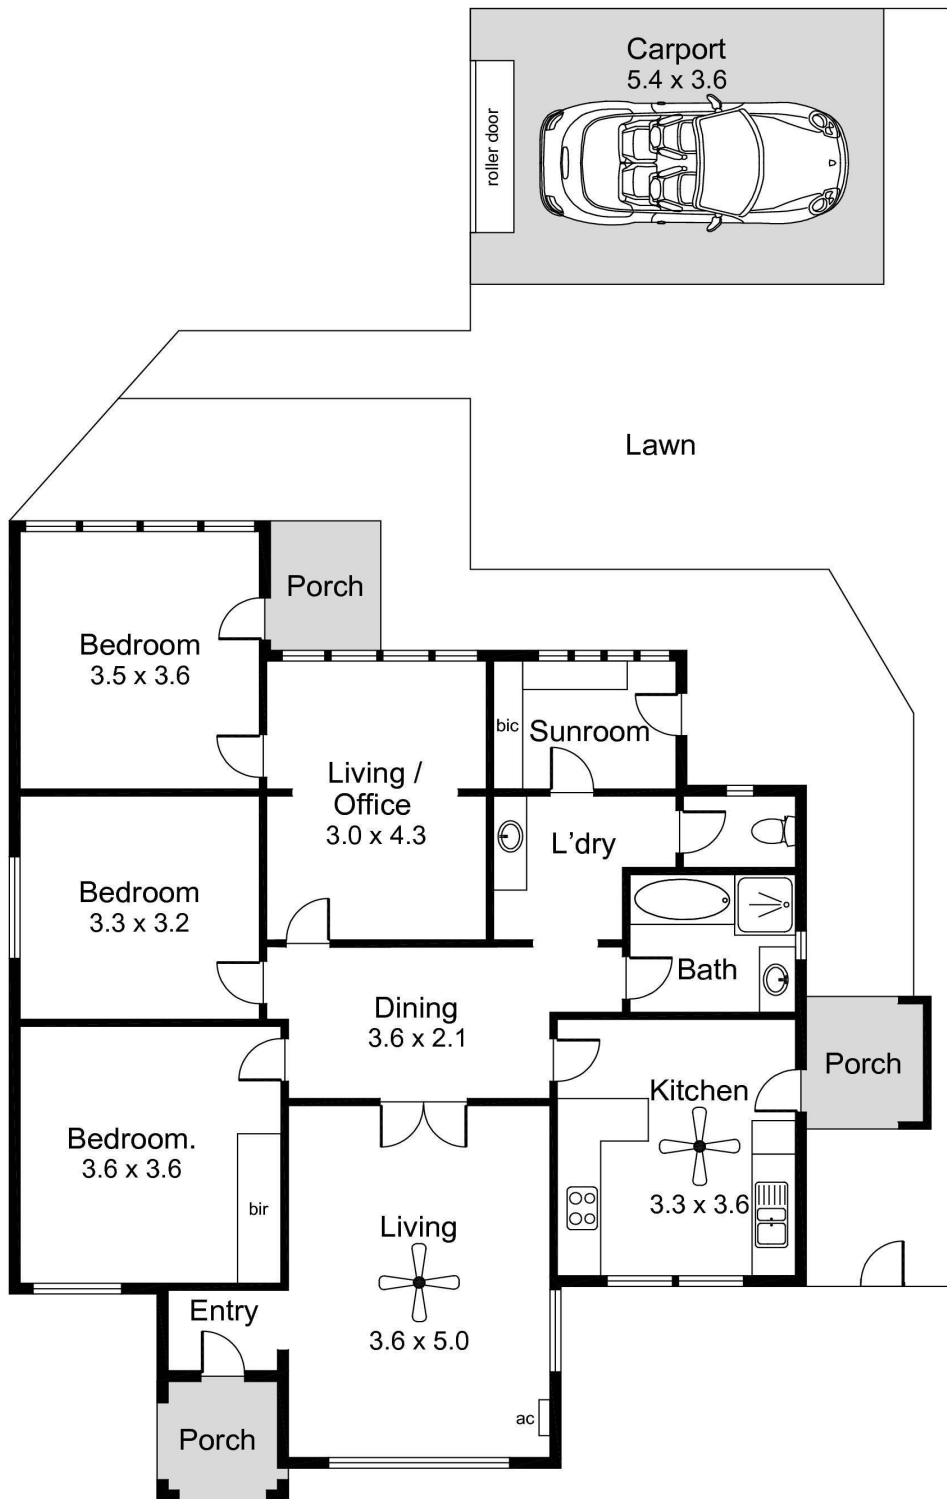 Carport
5.4 x 3.6
roller door
Lawn
Porch
Bedroom
3.5 x 3.6
bic
Sunroom
Living /
Office
3.0 x 4.3
L'dry
Bedroom
3.3 x 3.2
Bath
Dining
3.6 x 2.1
Porch
Kitchen
3.3 x 3.6
Bedroom.
3.6 x 3.6
bir
Living
3.6 x 5.0
Entry
ac
Porch